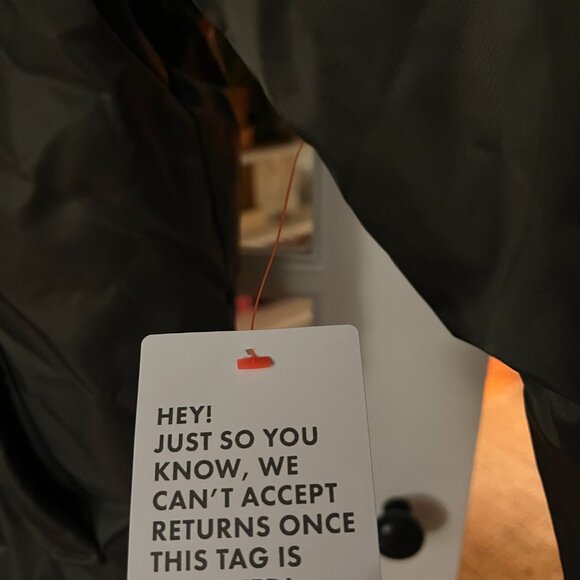 HEY!
JUST SO YOU
KNOW, WE
CAN'T ACCEPT
RETURNS ONCE
THIS TAG IS